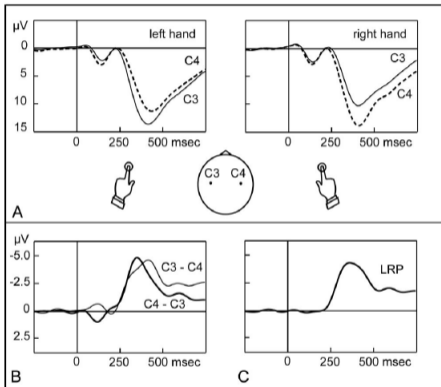 μV
left hand
right hand
0
5
10
15
C4
C3
C3
C4
0
250
500 msec
0
250
500 msec
C3
C4
A
μV
-5.0
-2.5
0
2.5
C3 - C4
C4 - C3
LRP
0
250
500 msec
0
250
500 msec
B
C